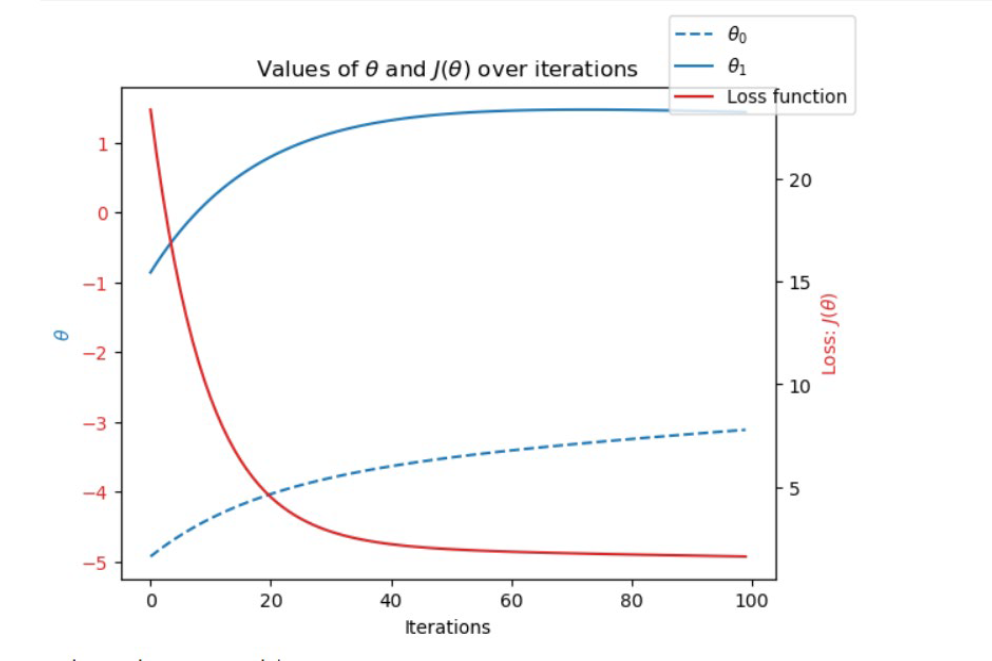 θ0
θ1
Loss function
Values of θ and J(θ) over iterations
1
0
−1
−2
−3
−4
−5
θ
20
15
10
5
Loss: J(θ)
0 20 40 60 80 100
Iterations